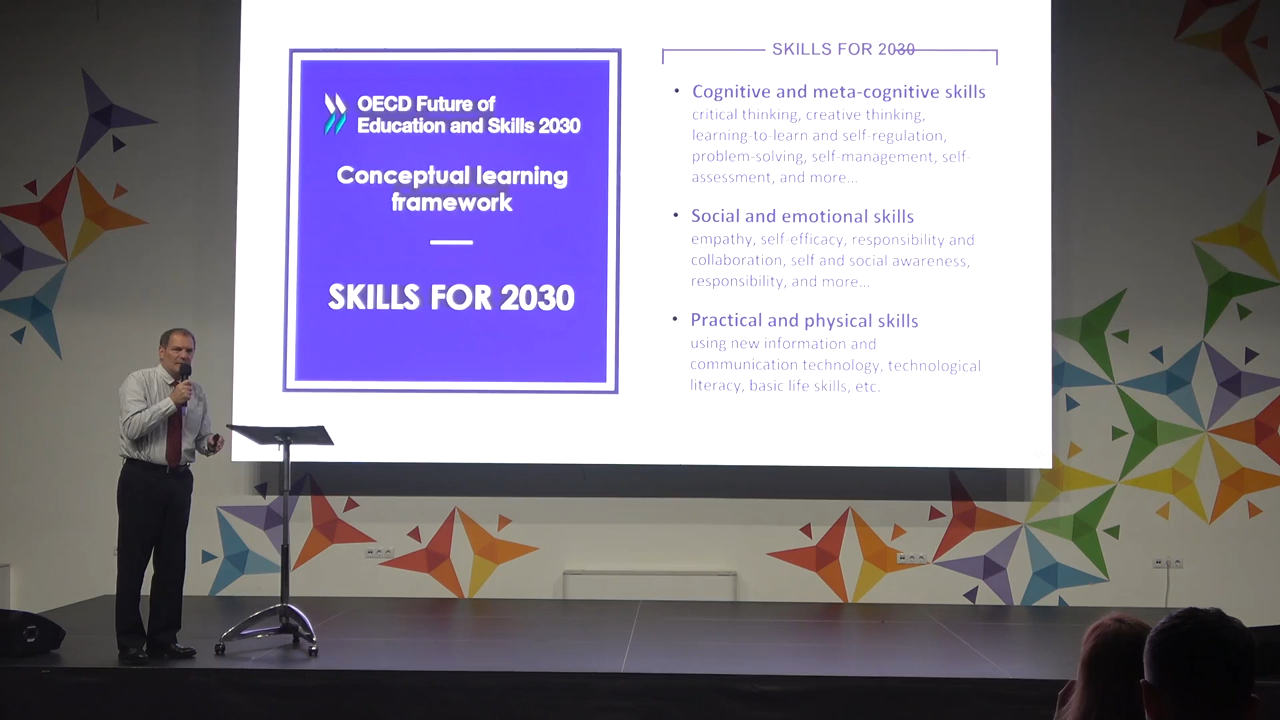 OECD Future of
Education and Skills 2030
Conceptual learning
framework
SKILLS FOR 2030
SKILLS FOR 2030
• Cognitive and meta-cognitive skills
critical thinking, creative thinking,
learning-to-learn and self-regulation,
problem-solving, self-management, self-
assessment, and more...
• Social and emotional skills
empathy, self-efficacy, responsibility and
collaboration, self and social awareness,
responsibility, and more...
• Practical and physical skills
using new information and
communication technology, technological
literacy, basic life skills, etc.